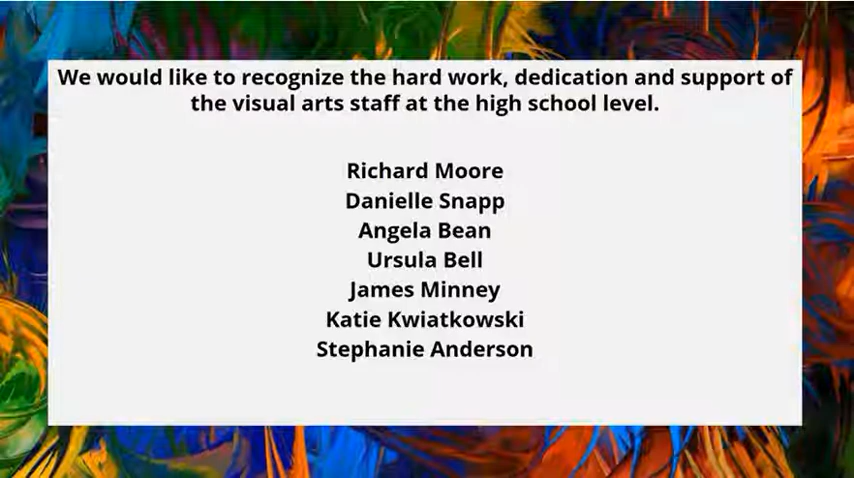 We would like to recognize the hard work, dedication and support of
the visual arts staff at the high school level.
Richard Moore
Danielle Snapp
Angela Bean
Ursula Bell
James Minney
Katie Kwiatkowski
Stephanie Anderson